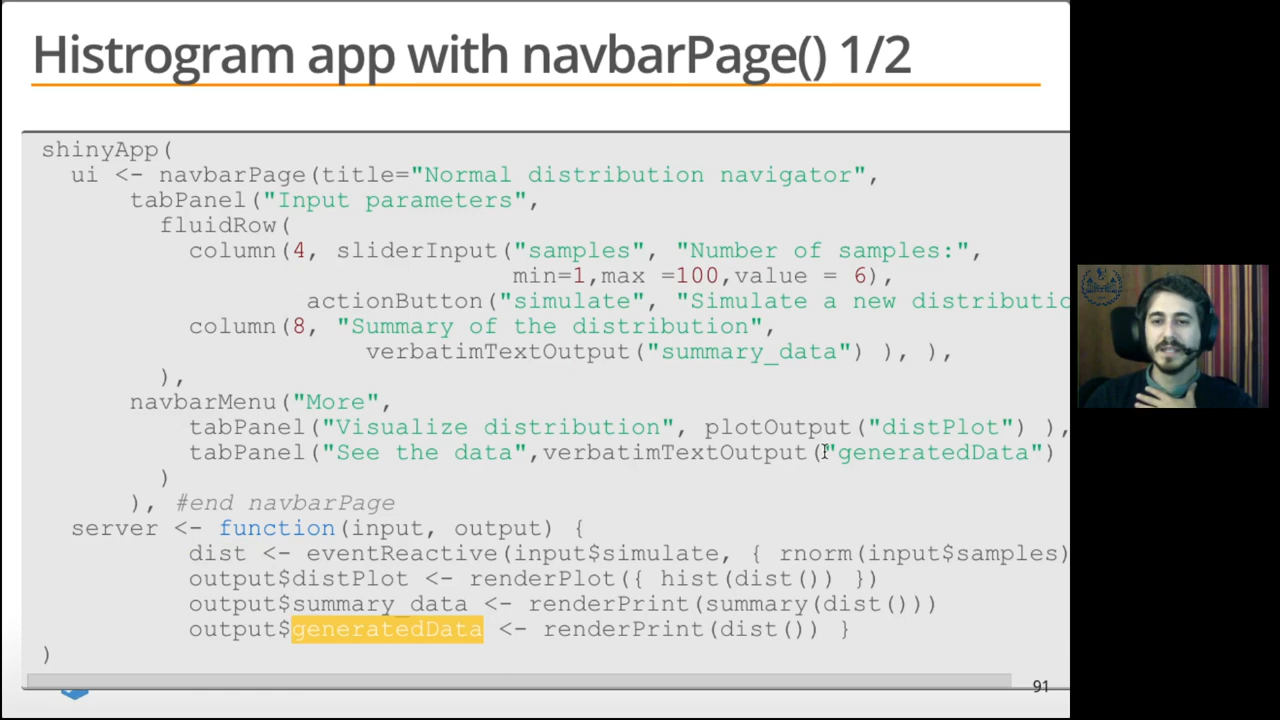 Histrogram app with navbarPage() 1/2
shinyApp(
ui <- navbarPage(title="Normal distribution navigator",
tabPanel("Input parameters",
fluidRow(
column(4, sliderInput("samples", "Number of samples:",
min=1,max =100,value = 6),
actionButton("simulate", "Simulate a new distributio
column(8, "Summary of the distribution",
verbatimTextOutput("summary_data") ), ),
),
navbarMenu("More",
tabPanel("Visualize distribution", plotOutput("distPlot") ),
tabPanel("See the data",verbatimTextOutput("generatedData")
)
), #end navbarPage
server <- function(input, output) {
dist <- eventReactive(input$simulate, { rnorm(input$samples)
output$distPlot <- renderPlot({ hist(dist()) })
output$summary_data <- renderPrint(summary(dist()))
output$generatedData <- renderPrint(dist()) }
)
91